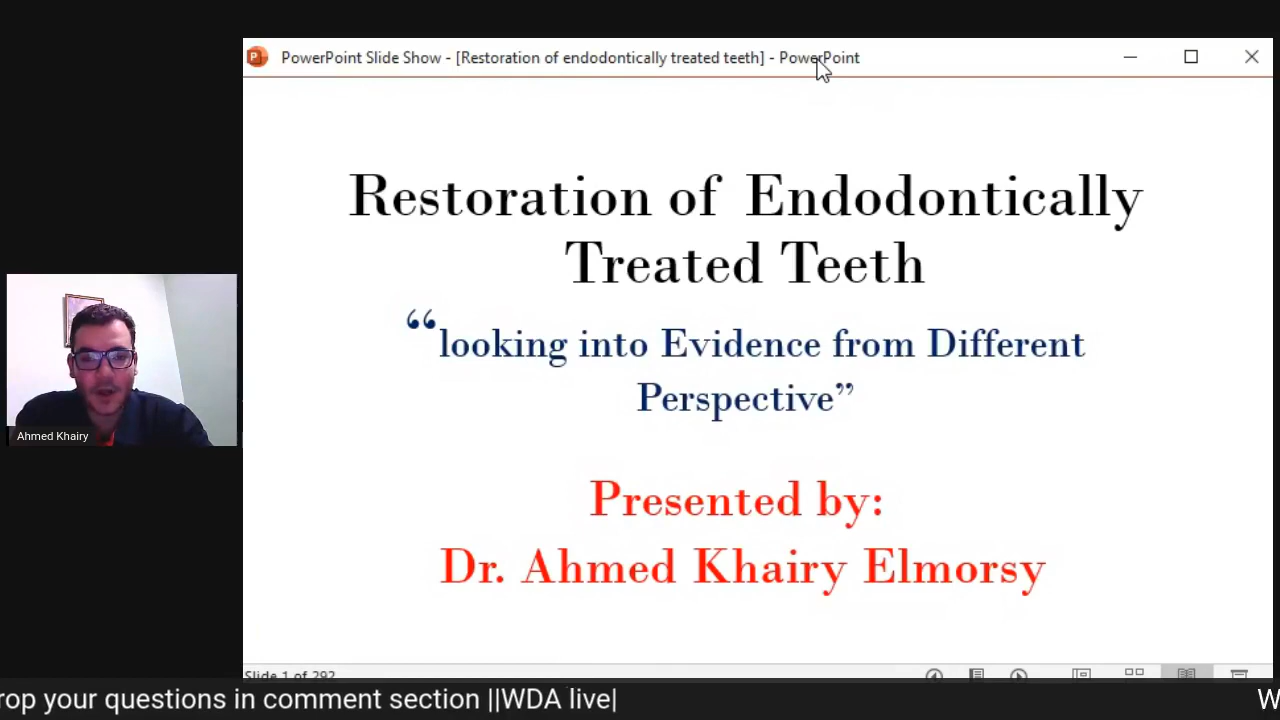 PowerPoint Slide Show - [Restoration of endodontically treated teeth] - PowerPoint
Restoration of Endodontically
Treated Teeth
“looking into Evidence from Different
Perspective”
Presented by:
Dr. Ahmed Khairy Elmorsy
Ahmed Khairy
Slide 1 of 292
rop your questions in comment section ||WDA live|
W